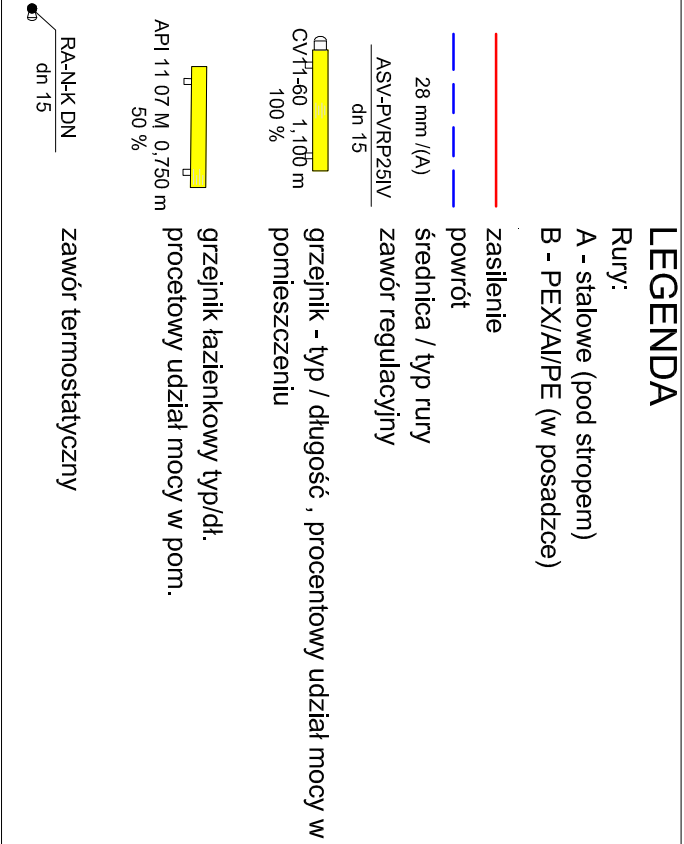 LEGENDA
Rury:
A - stalowe (pod stropem)
B - PEX/Al/PE (w posadzce)
zasilenie
powrót
28 mm /(A)
średnica / typ rury
ASV-PVRP25IV
dn 15
zawór regulacyjny
CV11-60 1,100 m
100 %
grzejnik - typ / długość , procentowy udział mocy w
pomieszczeniu
API 11 07 M 0,750 m
50 %
grzejnik łazienkowy typ/dł.
procetowy udział mocy w pom.
RA-N-K DN
dn 15
zawór termostatyczny